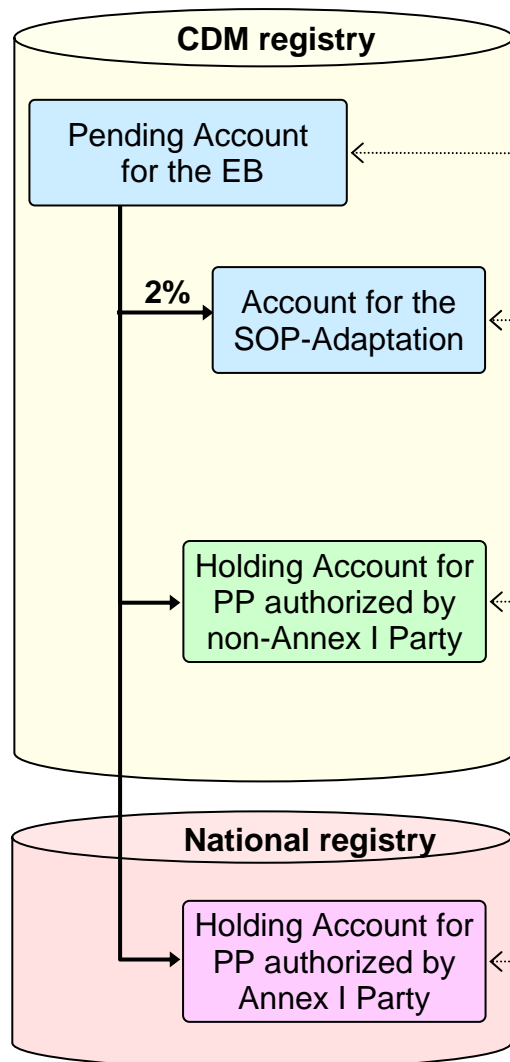 CDM registry
Pending Account
for the EB
2%
Account for the
SOP-Adaptation
Holding Account for
PP authorized by
non-Annex I Party
National registry
Holding Account for
PP authorized by
Annex I Party